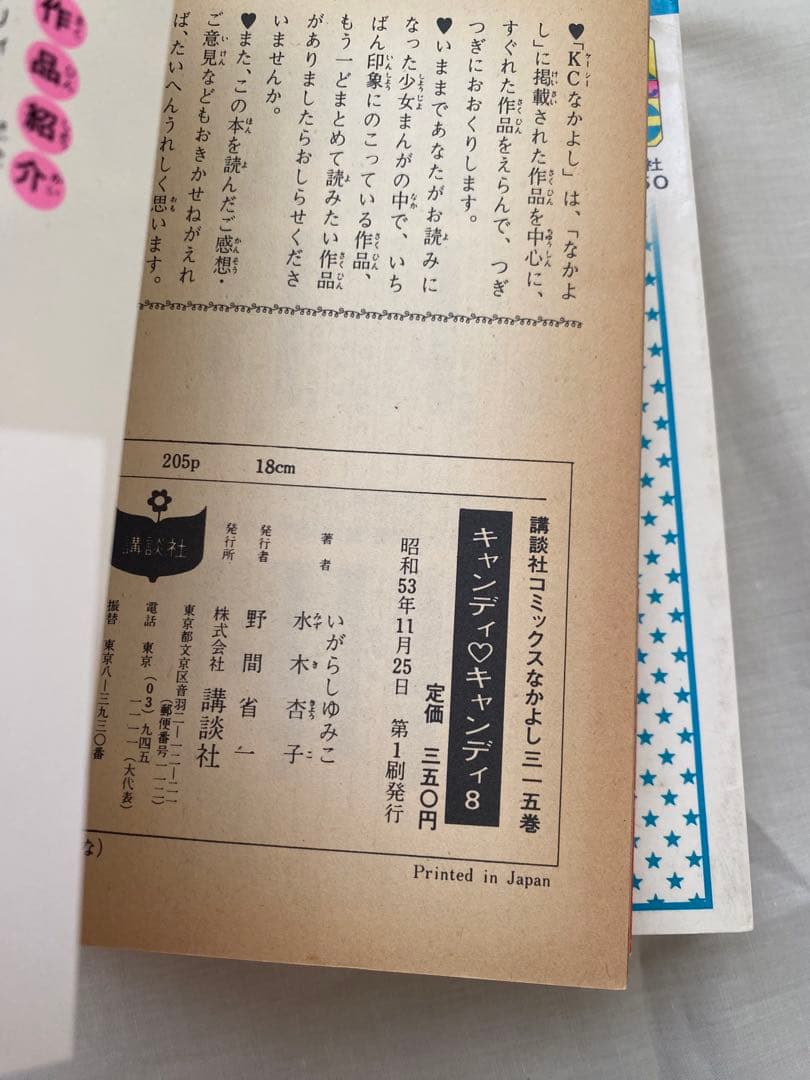 ♥「KCなかよし」は、「なかよ
し」に掲載された作品を中心に、
すぐれた作品をえらんで、つぎ
つぎにおおくりします。
♥いままであなたがお読みに
なった少女まんがの中で、いち
ばん印象にのこっている作品、
もう一どまとめて読みたい作品
がありましたらおしらせくださ
いませんか。
♥また、この本を読んだご感想・
ご意見などもおきかせねがえれ
ば、たいへんうれしく思います。
作品紹介
205p 18cm
講談社コミックスなかよし三一五巻
キャンディ♡キャンディ8
定価 三五〇円
昭和53年11月25日 第1刷発行
著者 いがらしゆみこ
水木杏子
発行者 野間省一
発行所 株式会社 講談社
東京都文京区音羽二―一二―二一
(郵便番号一一二)
電話 東京(03)九四五
一一一一(大代表)
振替 東京八―三九三〇番
講談社
な)
Printed in Japan
社
50